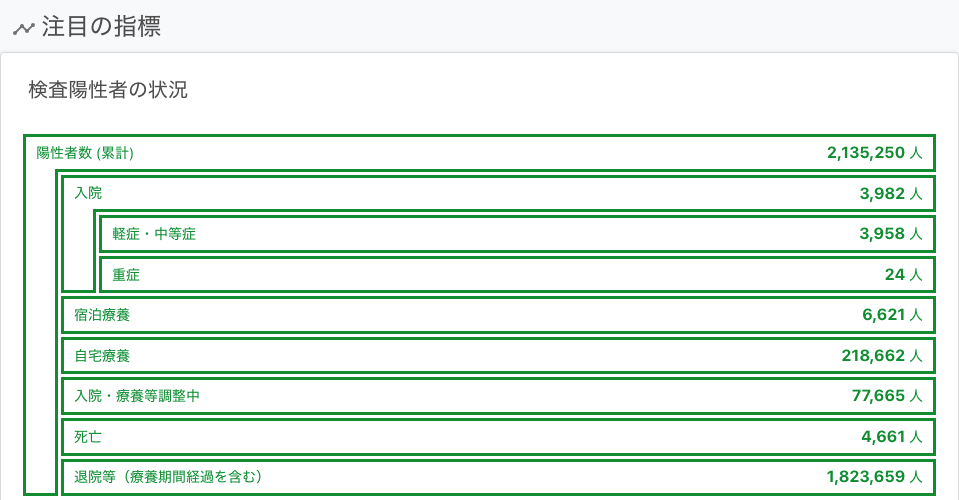 注目の指標
検査陽性者の状況
陽性者数 (累計) 2,135,250 人
入院 3,982 人
軽症・中等症 3,958 人
重症 24 人
宿泊療養 6,621 人
自宅療養 218,662 人
入院・療養等調整中 77,665 人
死亡 4,661 人
退院等（療養期間経過を含む） 1,823,659 人